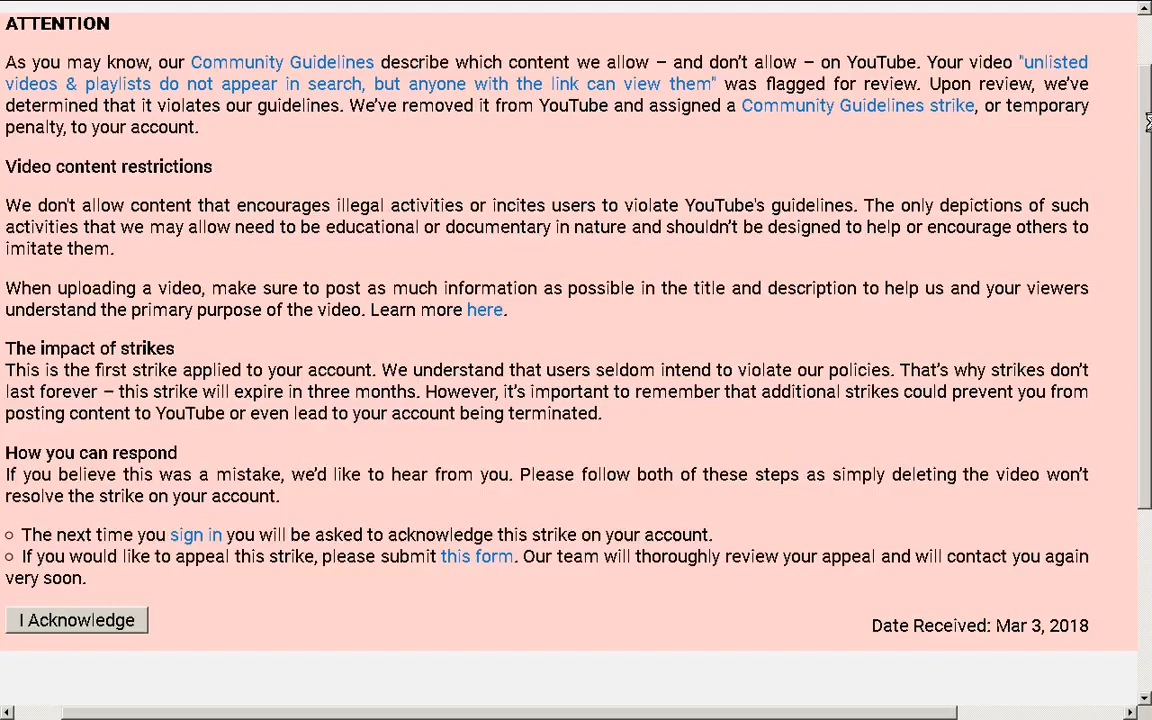 ATTENTION
As you may know, our Community Guidelines describe which content we allow – and don't allow – on YouTube. Your video "unlisted
videos & playlists do not appear in search, but anyone with the link can view them" was flagged for review. Upon review, we've
determined that it violates our guidelines. We've removed it from YouTube and assigned a Community Guidelines strike, or temporary
penalty, to your account.
Video content restrictions
We don't allow content that encourages illegal activities or incites users to violate YouTube's guidelines. The only depictions of such
activities that we may allow need to be educational or documentary in nature and shouldn't be designed to help or encourage others to
imitate them.
When uploading a video, make sure to post as much information as possible in the title and description to help us and your viewers
understand the primary purpose of the video. Learn more here.
The impact of strikes
This is the first strike applied to your account. We understand that users seldom intend to violate our policies. That's why strikes don't
last forever – this strike will expire in three months. However, it's important to remember that additional strikes could prevent you from
posting content to YouTube or even lead to your account being terminated.
How you can respond
If you believe this was a mistake, we'd like to hear from you. Please follow both of these steps as simply deleting the video won't
resolve the strike on your account.
○ The next time you sign in you will be asked to acknowledge this strike on your account.
○ If you would like to appeal this strike, please submit this form. Our team will thoroughly review your appeal and will contact you again
very soon.
I Acknowledge
Date Received: Mar 3, 2018